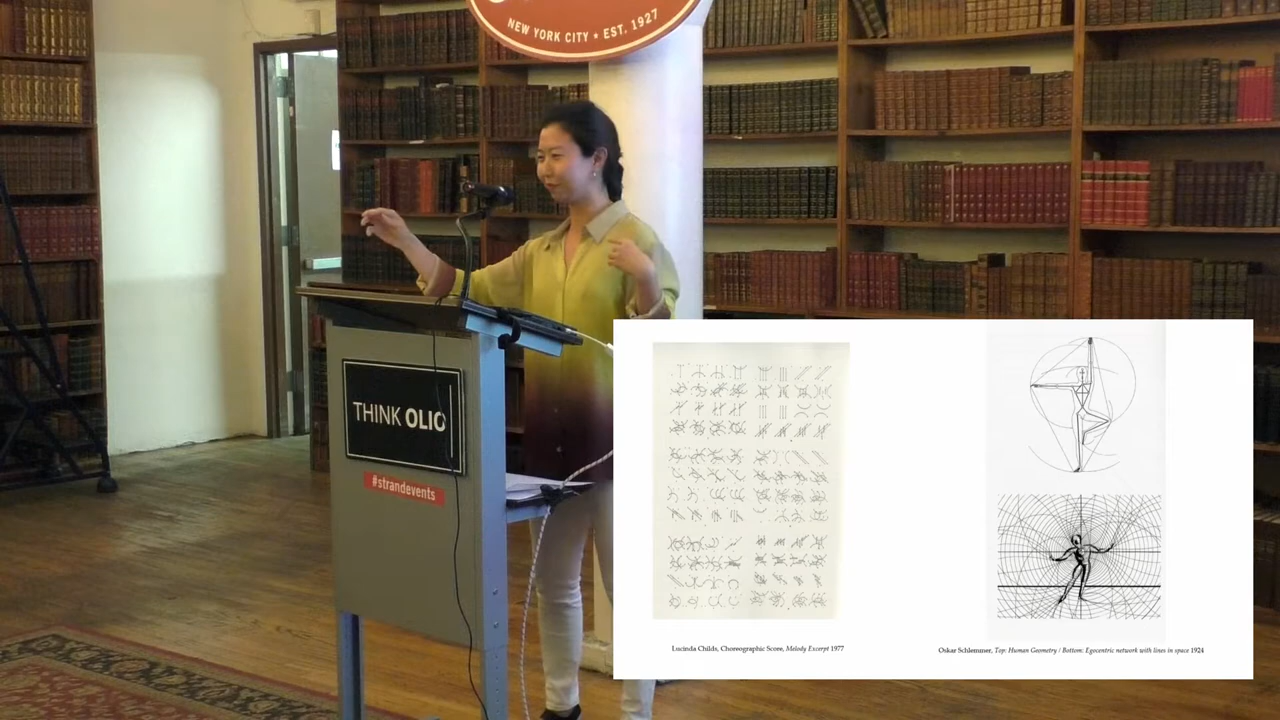 NEW YORK CITY ★ EST. 1927
THINK OLIO
#strandevents
Lucinda Childs, Choreographic Score, Melody Excerpt 1977
Oskar Schlemmer, Top: Human Geometry / Bottom: Egocentric network with lines in space 1924